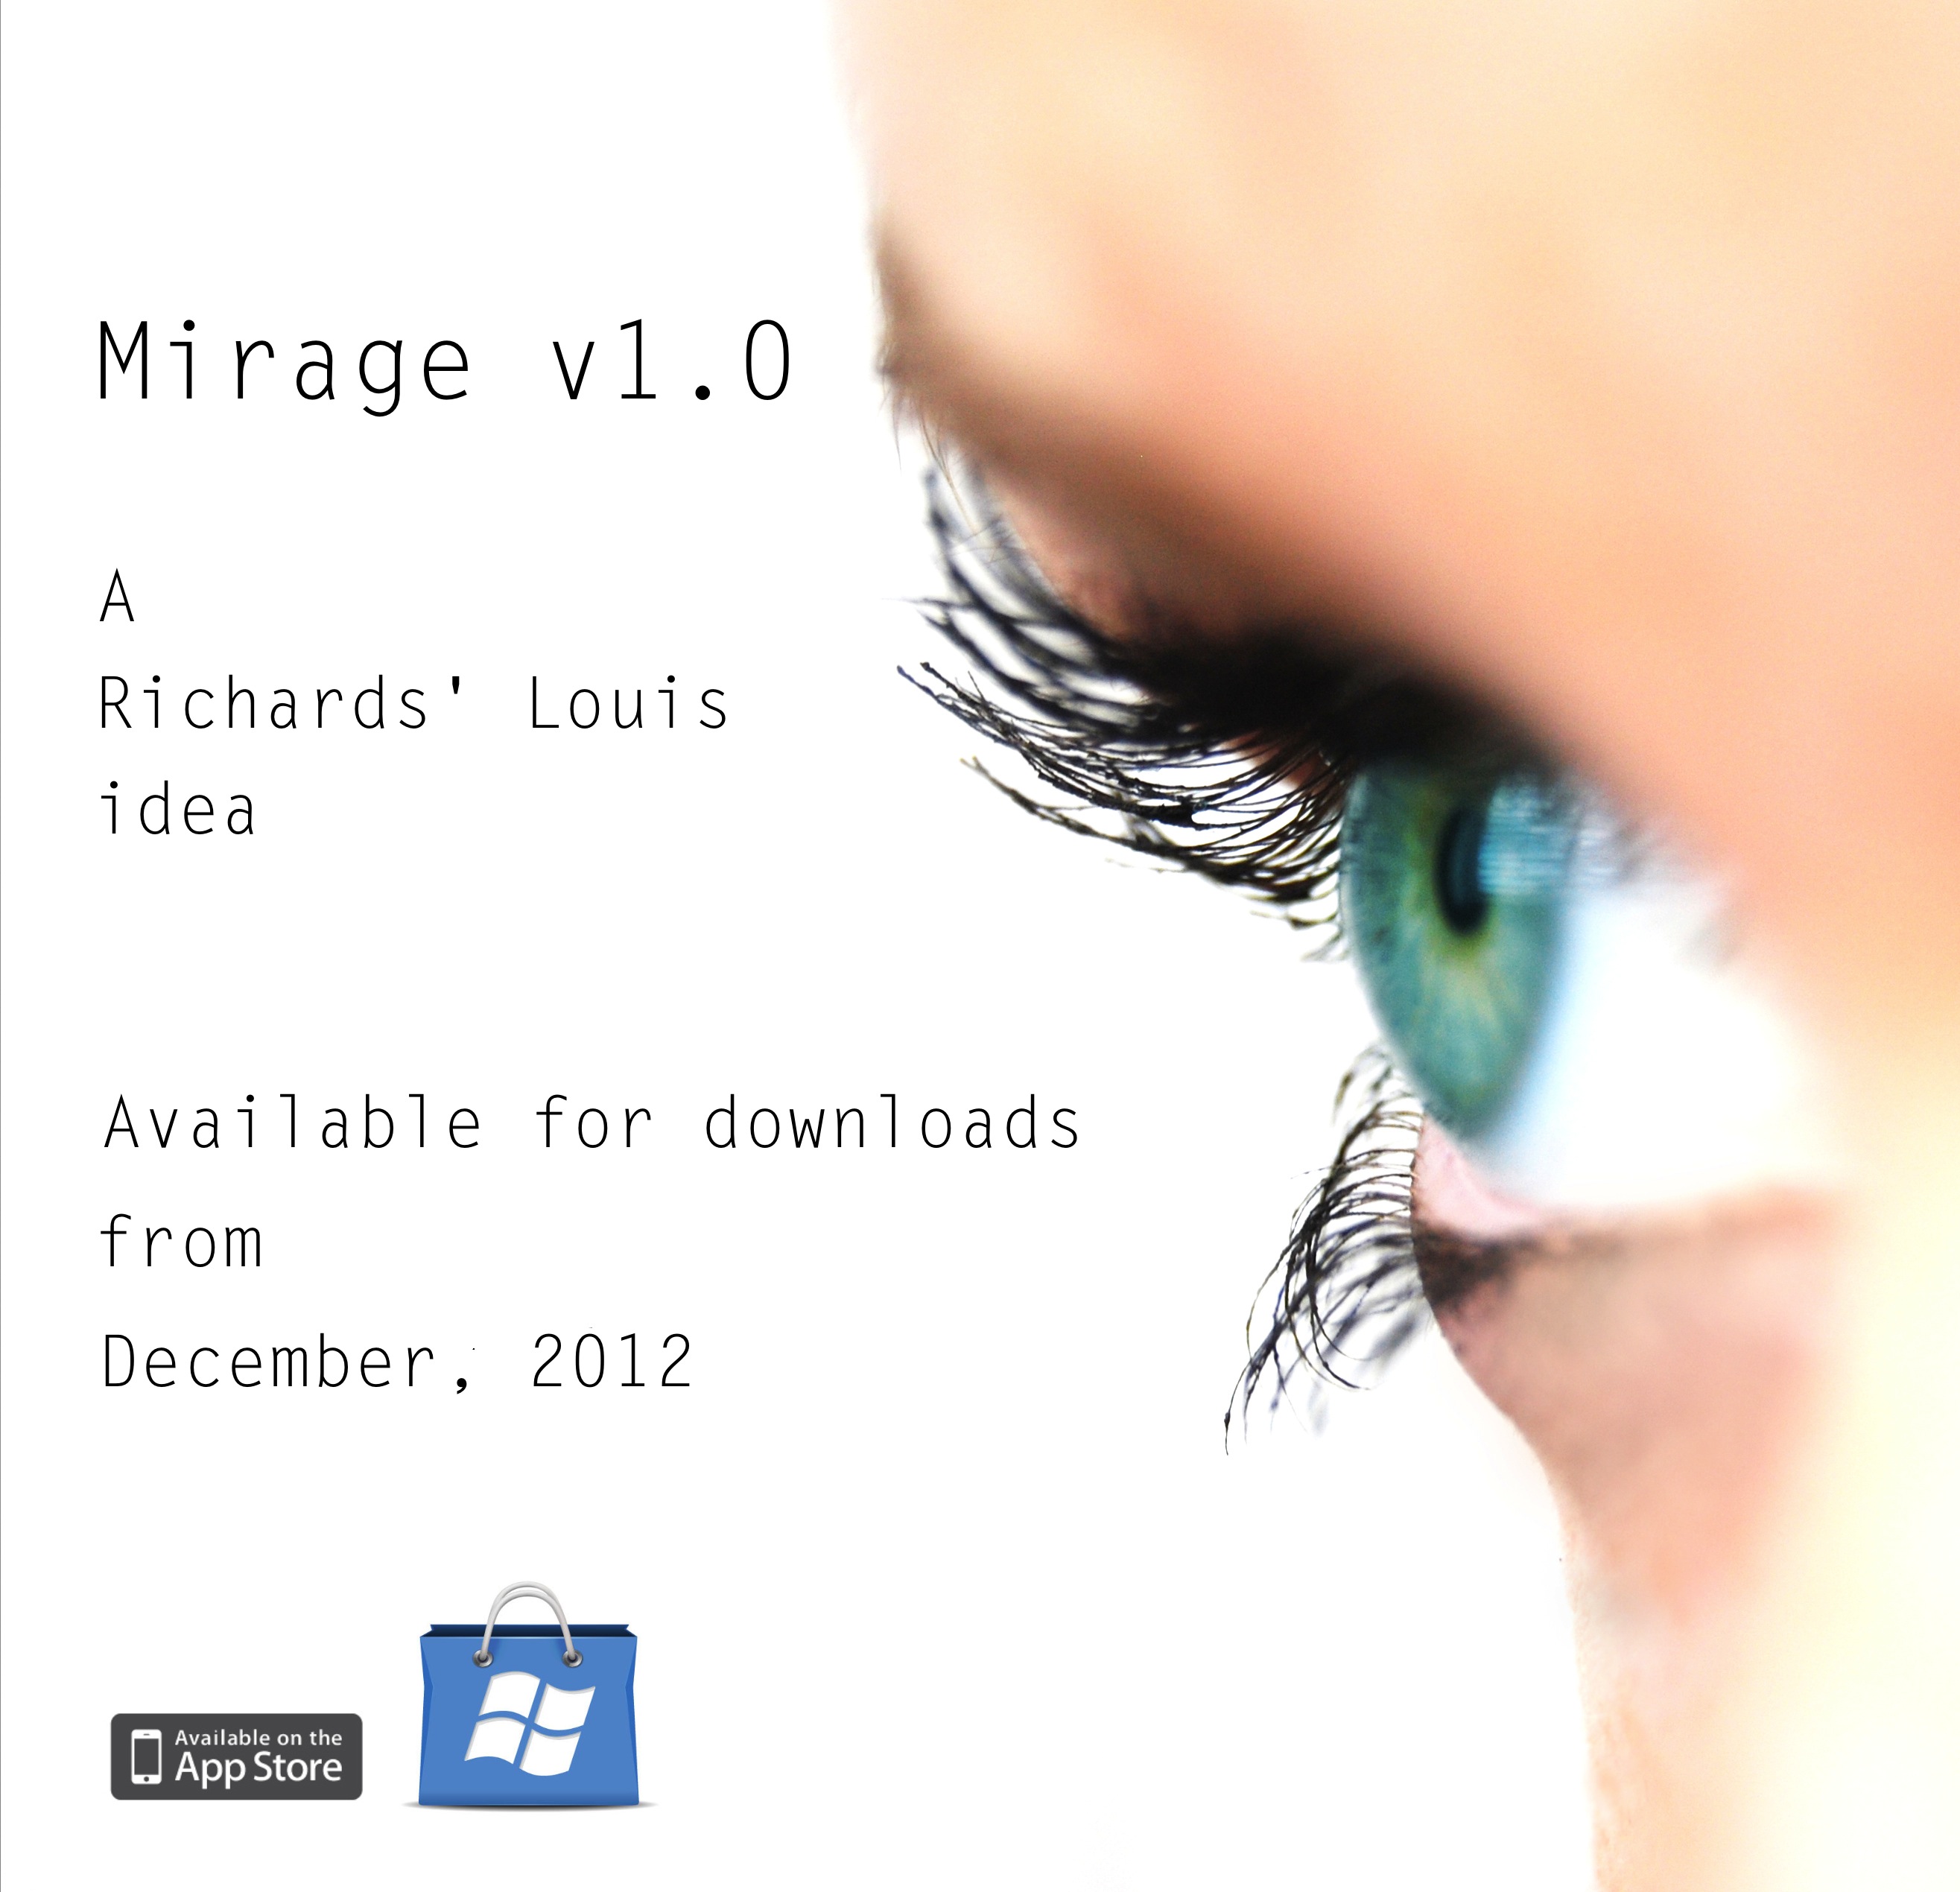 Mirage v1.0
A
Richards' Louis
idea
Available for downloads
from
December, 2012
Available on the
App Store